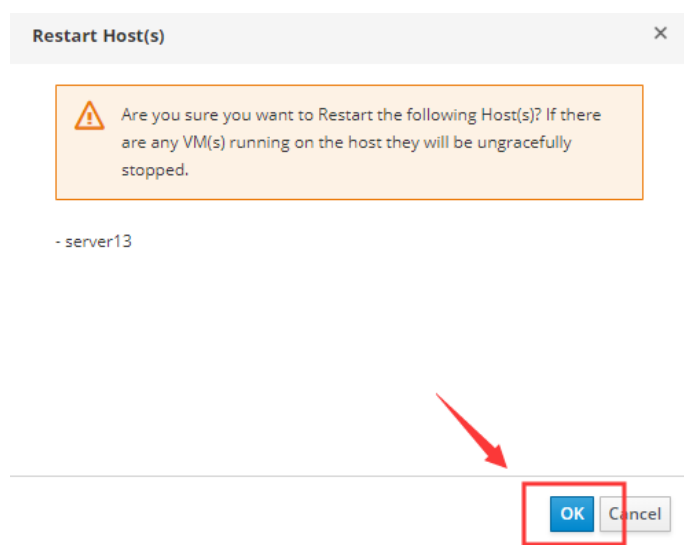 Restart Host(s)
Are you sure you want to Restart the following Host(s)? If there
are any VM(s) running on the host they will be ungracefully
stopped.
- server13
OK Cancel